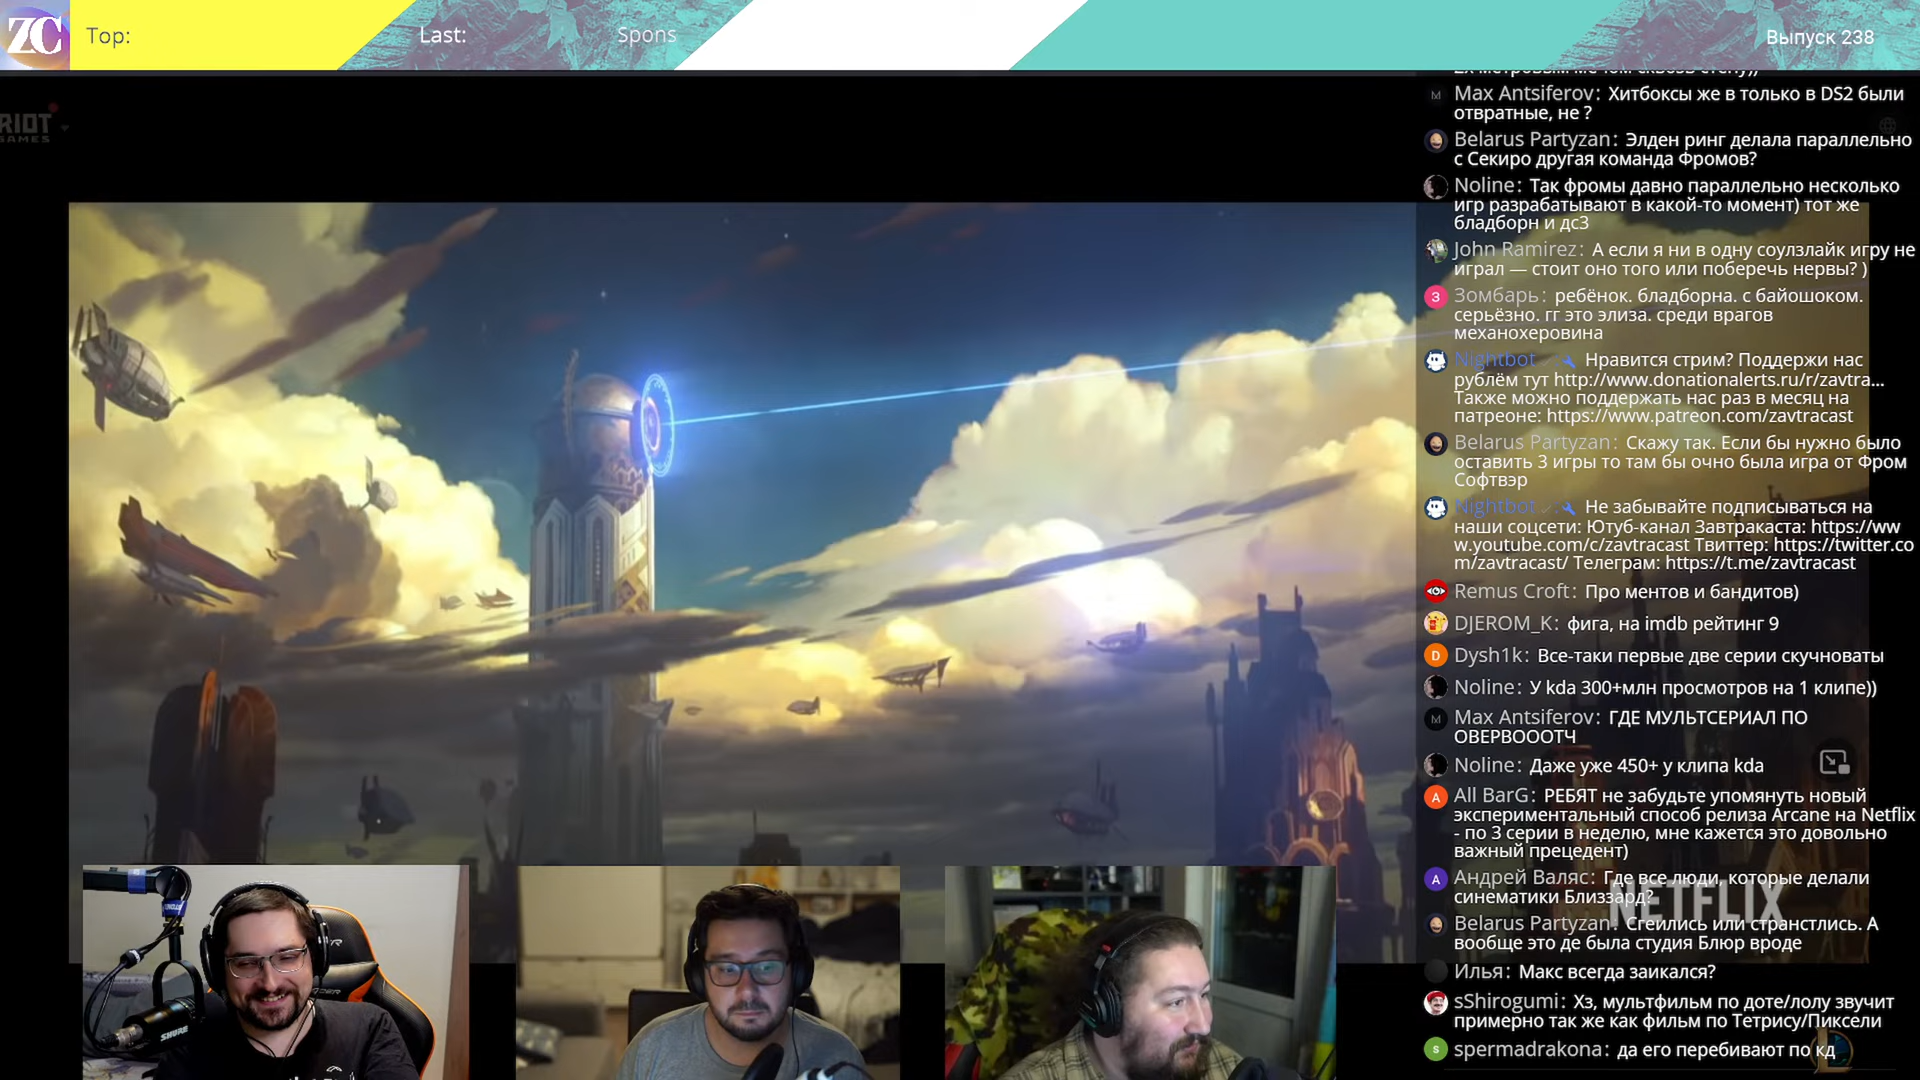 ZC
Top:
Last:
Spons
Выпуск 238
RIOT
GAMES
Max Antsiferov: Хитбоксы же в только в DS2 были
отвратные, не ?
Belarus Partyzan: Элден ринг делала параллельно
с Секиро другая команда Фромов?
Noline: Так фромы давно параллельно несколько
игр разрабатывают в какой-то момент) тот же
бладборн и дс3
John Ramirez: А если я ни в одну соулзлайк игру не
играл — стоит оно того или поберечь нервы? )
З
Зомбарь: ребёнок. бладборна. с байошоком.
серьёзно. гг это элиза. среди врагов
механохеровина
Nightbot Нравится стрим? Поддержи нас
рублём тут http://www.donationalerts.ru/r/zavtra...
Также можно поддержать нас раз в месяц на
патреоне: https://www.patreon.com/zavtracast
Belarus Partyzan: Скажу так. Если бы нужно было
оставить 3 игры то там бы очно была игра от Фром
Софтвэр
Nightbot Не забывайте подписываться на
наши соцсети: Ютуб-канал Завтракаста: https://ww
w.youtube.com/c/zavtracast Твиттер: https://twitter.co
m/zavtracast/ Телеграм: https://t.me/zavtracast
Remus Croft: Про ментов и бандитов)
DJEROM_K: фига, на imdb рейтинг 9
D
Dysh1k: Все-таки первые две серии скучноваты
Noline: У kda 300+млн просмотров на 1 клипе))
M
Max Antsiferov: ГДЕ МУЛЬТСЕРИАЛ ПО
ОВЕРВОООТЧ
Noline: Даже уже 450+ у клипа kda
A
All BarG: РЕБЯТ не забудьте упомянуть новый
экспериментальный способ релиза Arcane на Netflix
- по 3 серии в неделю, мне кажется это довольно
важный прецедент)
А
Андрей Валяс: Где все люди, которые делали
синематики Близзард?
NETFLIX
Belarus Partyzan: Сгеились или странстлись. А
вообще это де была студия Блюр вроде
Илья: Макс всегда заикался?
sShirogumi: Хз, мультфильм по доте/лолу звучит
примерно так же как фильм по Тетрису/Пиксели
s
spermadrakona: да его перебивают по кд
SHURE